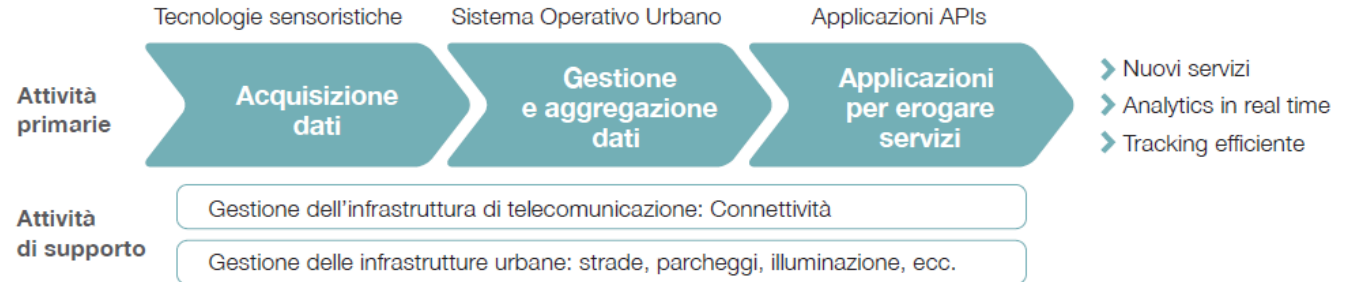 Tecnologie sensoristiche
Sistema Operativo Urbano
Applicazioni APIs
Attività
primarie
Acquisizione
dati
Gestione
e aggregazione
dati
Applicazioni
per erogare
servizi
Nuovi servizi
Analytics in real time
Tracking efficiente
Attività
di supporto
Gestione dell'infrastruttura di telecomunicazione: Connettività
Gestione delle infrastrutture urbane: strade, parcheggi, illuminazione, ecc.